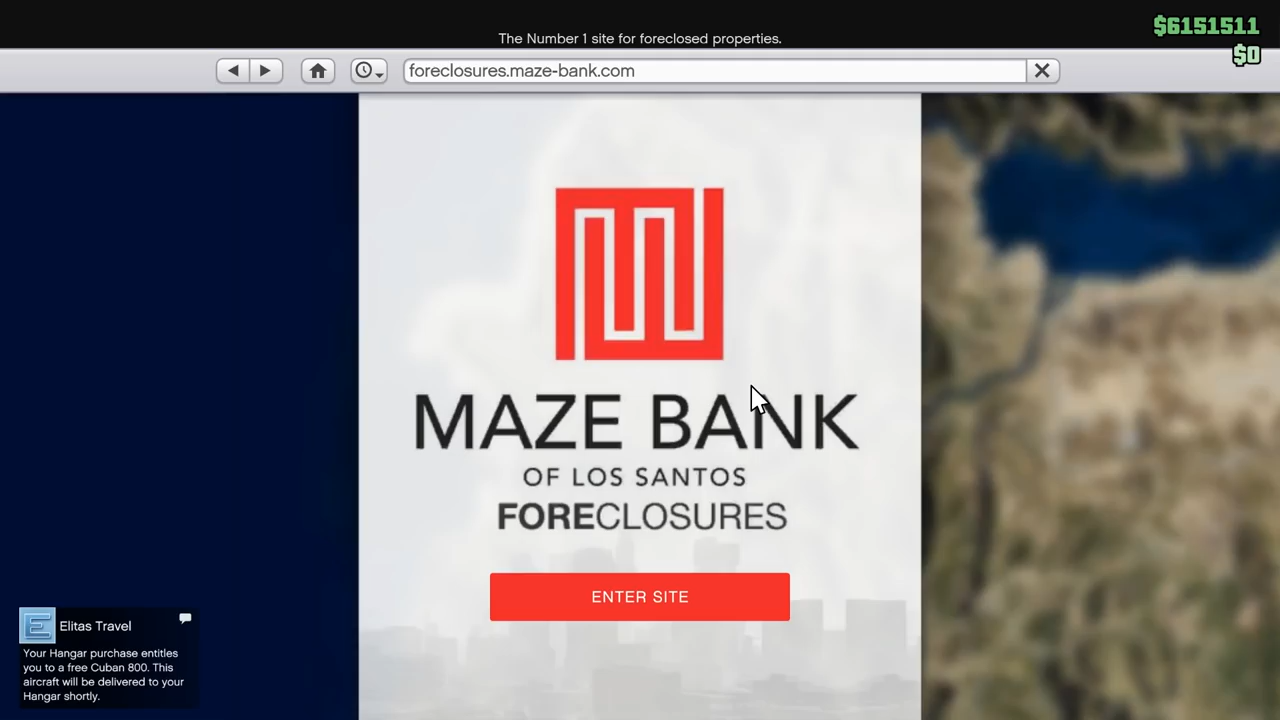 The Number 1 site for foreclosed properties.
$6151511
$0
foreclosures.maze-bank.com
MAZE BANK
OF LOS SANTOS
FORECLOSURES
ENTER SITE
Elitas Travel
Your Hangar purchase entitles
you to a free Cuban 800. This
aircraft will be delivered to your
Hangar shortly.